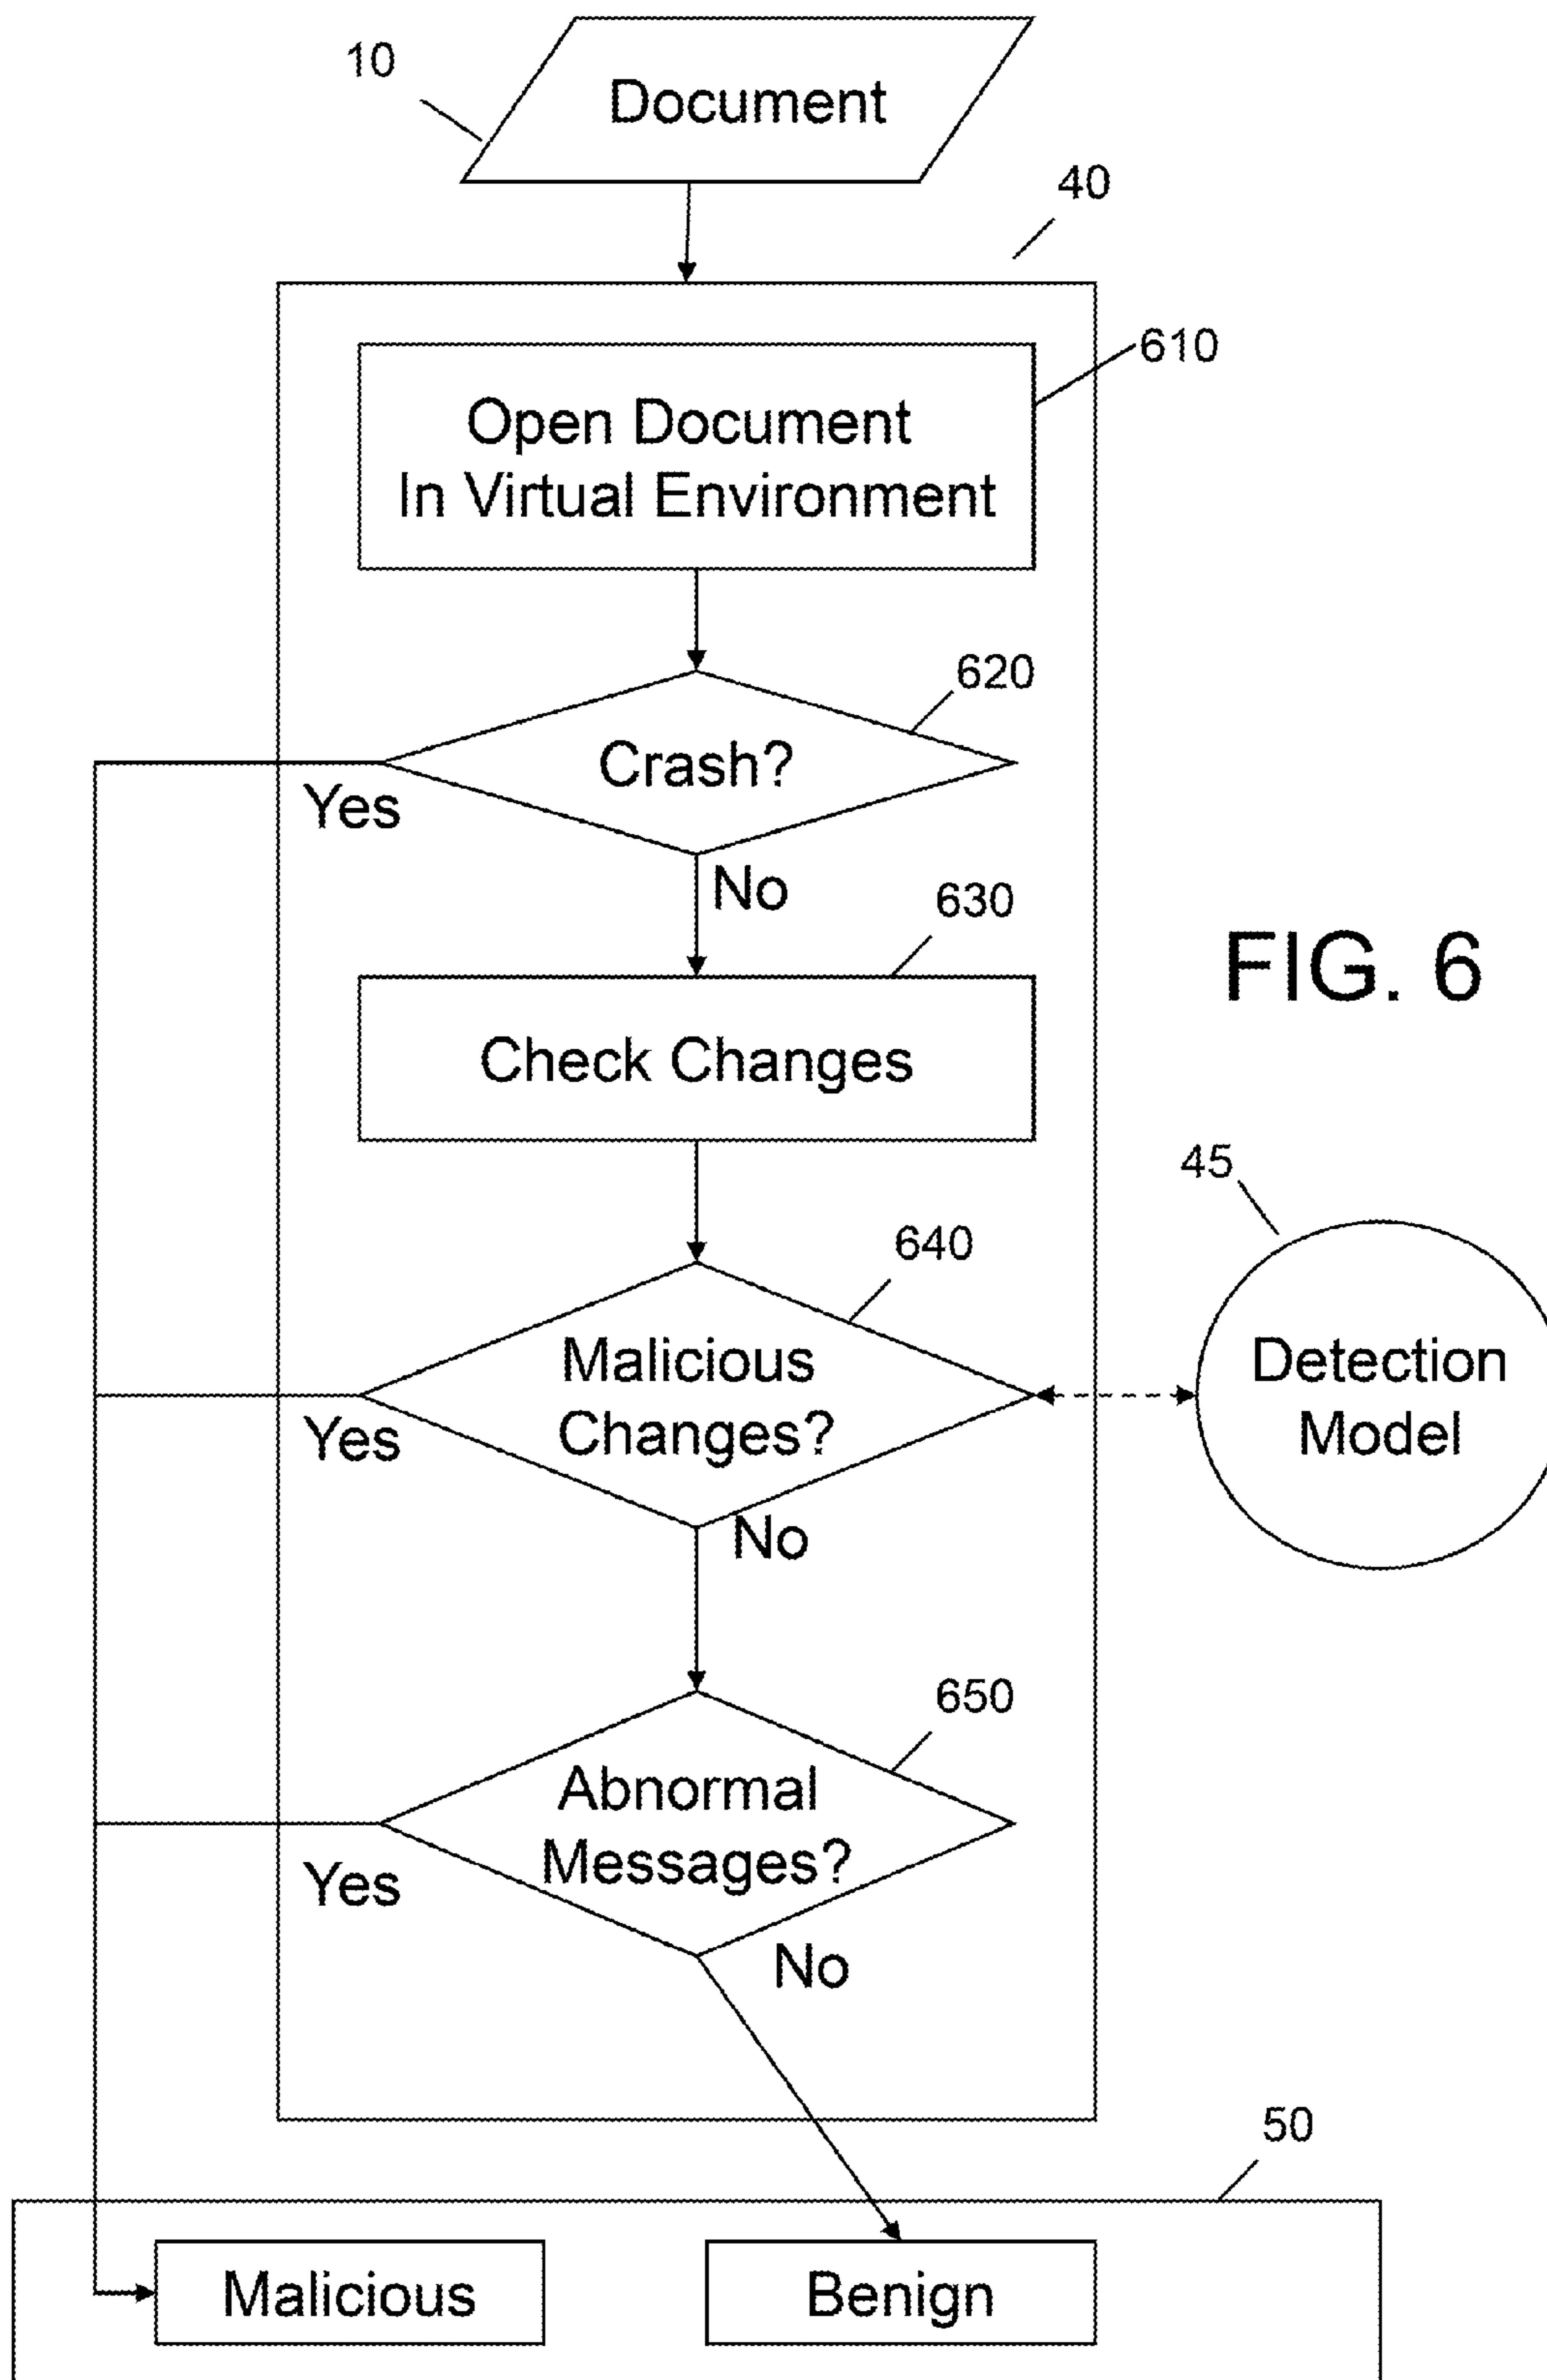 10
Document
40
610
Open Document
In Virtual Environment
620
Crash?
Yes
No
630
FIG. 6
Check Changes
45
640
Malicious
Changes?
Detection
Model
Yes
No
650
Abnormal
Messages?
Yes
No
50
Malicious
Benign